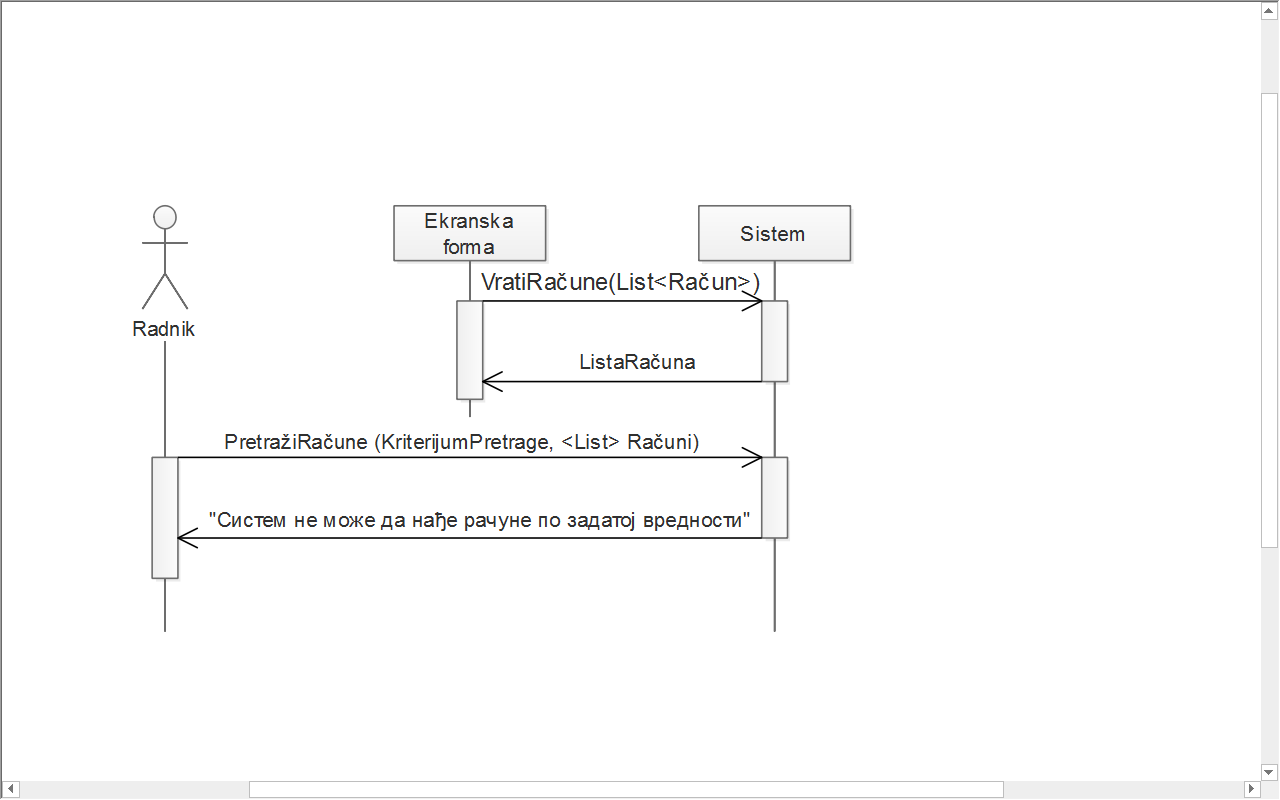 Ekranska
forma
Sistem
VratiRačune(List<Račun>)
Radnik
ListaRačuna
PretražiRačune (KriterijumPretrage, <List> Računi)
"Систем не може да нађе рачуне по задатој вредности"